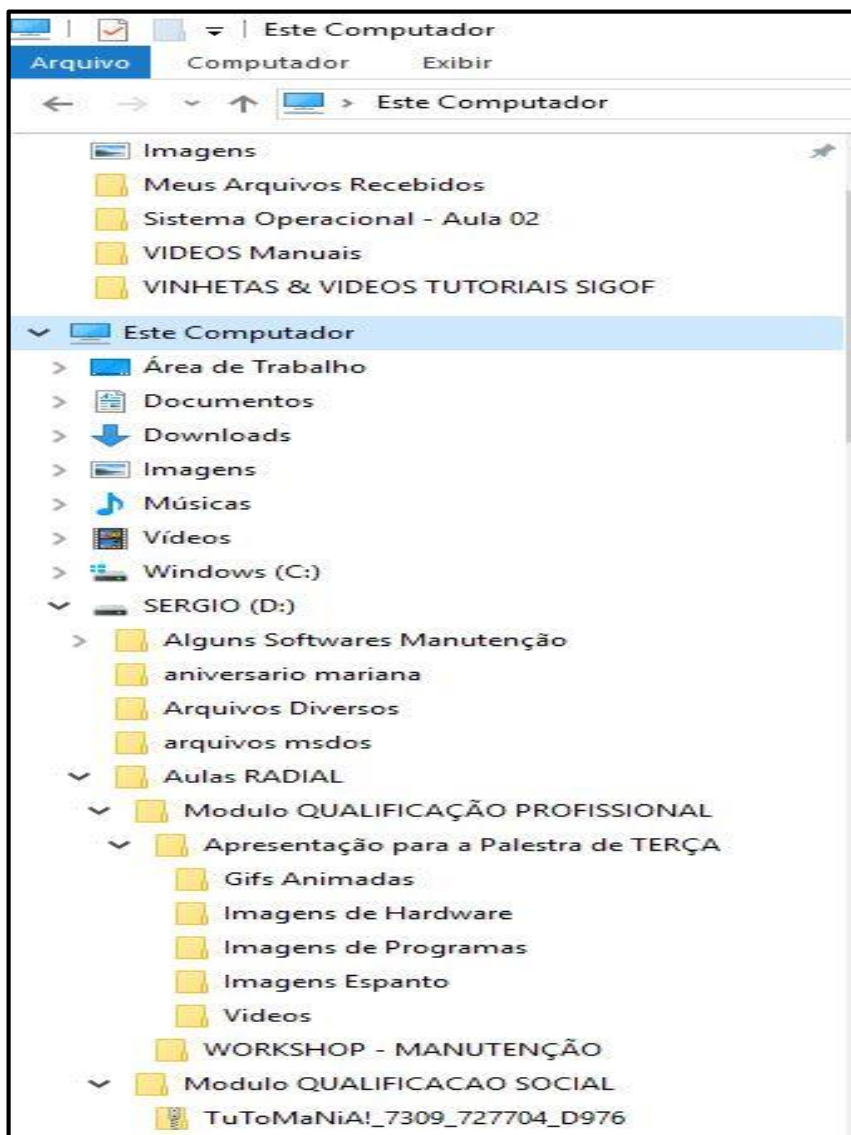 Este Computador
Arquivo Computador Exibir
Este Computador
Imagens
Meus Arquivos Recebidos
Sistema Operacional - Aula 02
VIDEOS Manuais
VINHETAS & VIDEOS TUTORIAIS SIGOF
Este Computador
Área de Trabalho
Documentos
Downloads
Imagens
Músicas
Vídeos
Windows (C:)
SERGIO (D:)
Alguns Softwares Manutenção
aniversario mariana
Arquivos Diversos
arquivos msdos
Aulas RADIAL
Modulo QUALIFICAÇÃO PROFISSIONAL
Apresentação para a Palestra de TERÇA
Gifs Animadas
Imagens de Hardware
Imagens de Programas
Imagens Espanto
Videos
WORKSHOP - MANUTENÇÃO
Modulo QUALIFICACAO SOCIAL
TuToMaNiA!_7309_727704_D976